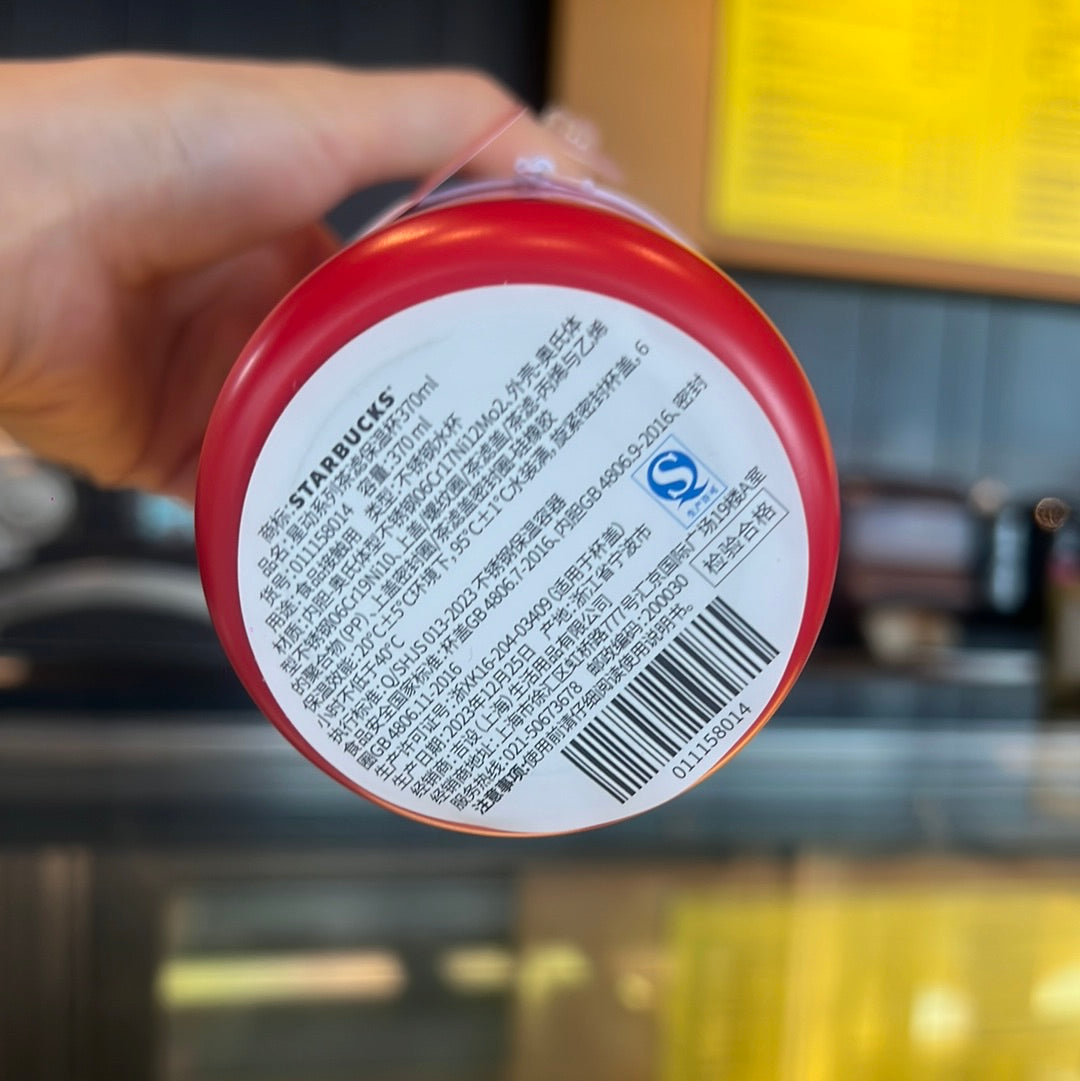 商标: STARBUCKS®
品名: 星动系列茶滤保温杯370ml
货号: 011158014 容量: 370ml
用途: 食品接触用 类型: 不锈钢水杯
材质: 内胆-奥氏体型不锈钢06Cr17Ni12Mo2, 外壳-奥氏体
型不锈钢06Cr19Ni10、上盖/螺纹圈/茶滤盖/茶滤-丙烯与乙烯
的聚合物 (PP)、上盖密封圈/茶滤盖密封圈-硅橡胶
保温效能: 20℃±5℃环境下, 95℃±1℃水装满, 旋紧密封杯盖, 6
小时不低于40℃
执行标准: Q/SHJS 013-2023 不锈钢保温容器
食品安全国家标准: 杯盖GB 4806.7-2016、内胆GB 4806.9-2016、密封
圈GB 4806.11-2016
生产许可证号: 浙XK16-204-03409 (适用于杯盖)
生产日期: 2023年12月25日 产地: 浙江省宁波市
经销商: (上海) 生活用品有限公司
经销商地址: 上海市徐汇区虹桥路777号汇京国际广场19楼
服务热线: 021-50673678 邮政编码: 200030
注意事项: 使用前请仔细阅读使用说明书。
生产许可
检验合格
011158014